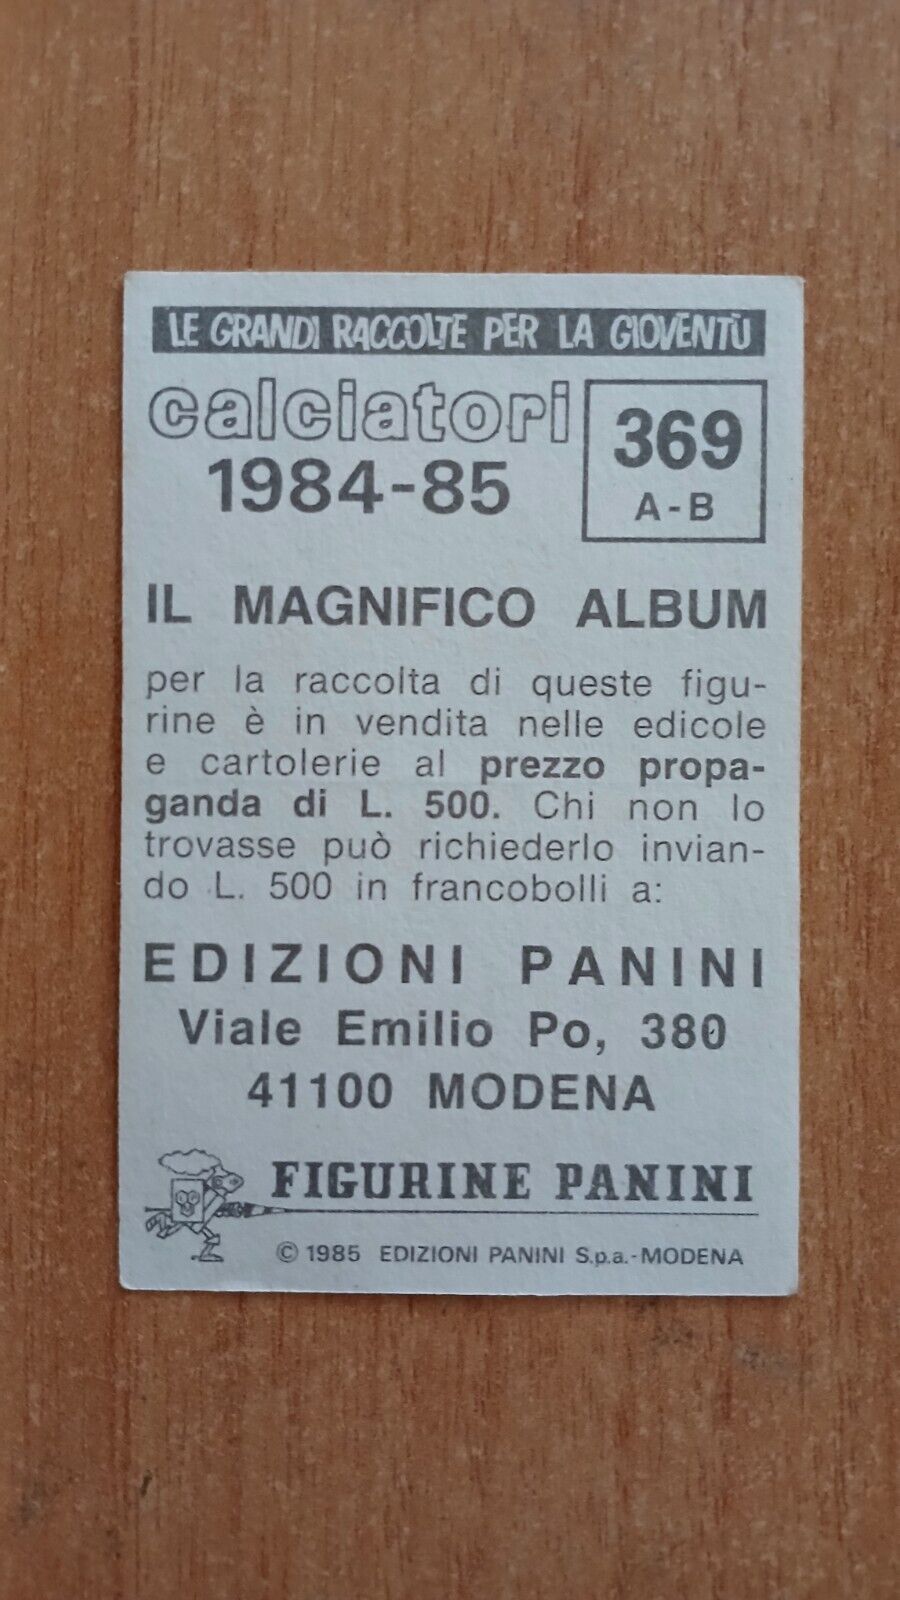 LE GRANDI RACCOLTE PER LA GIOVENTÙ
calciatori
1984-85
369
A-B
IL MAGNIFICO ALBUM
per la raccolta di queste figu-
rine è in vendita nelle edicole
e cartolerie al prezzo propa-
ganda di L. 500. Chi non lo
trovasse può richiederlo invian-
do L. 500 in francobolli a:
EDIZIONI PANINI
Viale Emilio Po, 380
41100 MODENA
FIGURINE PANINI
© 1985 EDIZIONI PANINI S.p.a.-MODENA